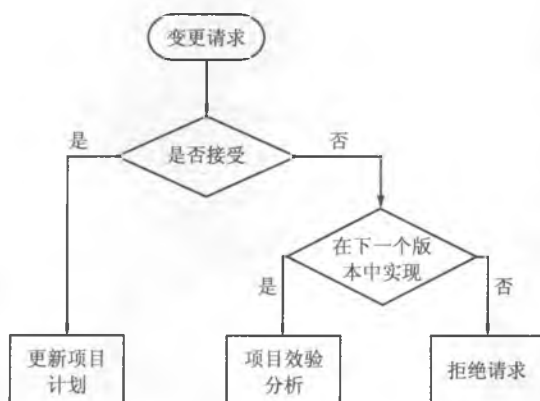 变更请求
是
是否接受
否
在下一个版
本中实现
是
否
更新项目
计划
项目效验
分析
拒绝请求